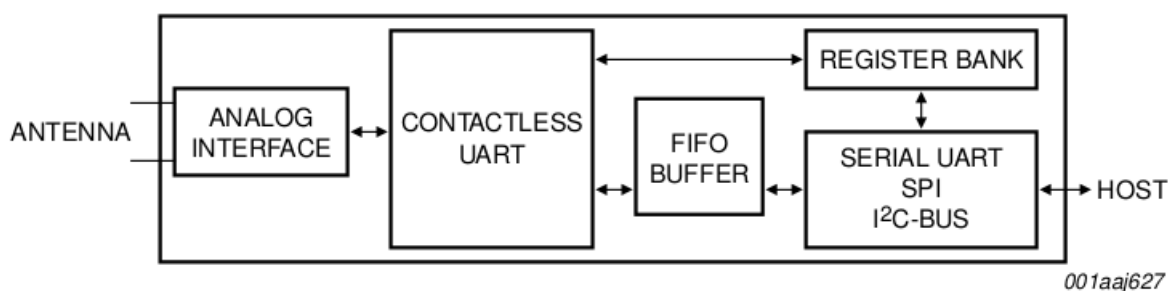 ANTENNA
ANALOG
INTERFACE
CONTACTLESS
UART
FIFO
BUFFER
REGISTER BANK
SERIAL UART
SPI
I²C-BUS
HOST
001aaj627